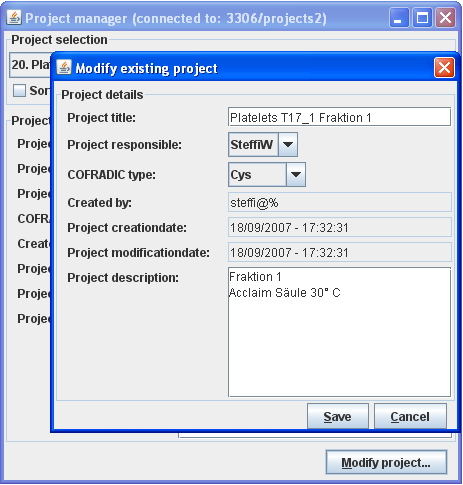 Project manager (connected to: 3306/projects2)
Project selection
20. Pla
Modify existing project
Sor
Project details
Project
Project title: Platelets T17_1 Fraktion 1
Project responsible: SteffiW
COFRADIC type: Cys
Created by: steffi@%
Project creationdate: 18/09/2007 - 17:32:31
Project modificationdate: 18/09/2007 - 17:32:31
Project description: Fraktion 1
Acclaim Säule 30° C
Projec
Projec
Projec
COFRA
Create
Projec
Projec
Projec
Save Cancel
Modify project...